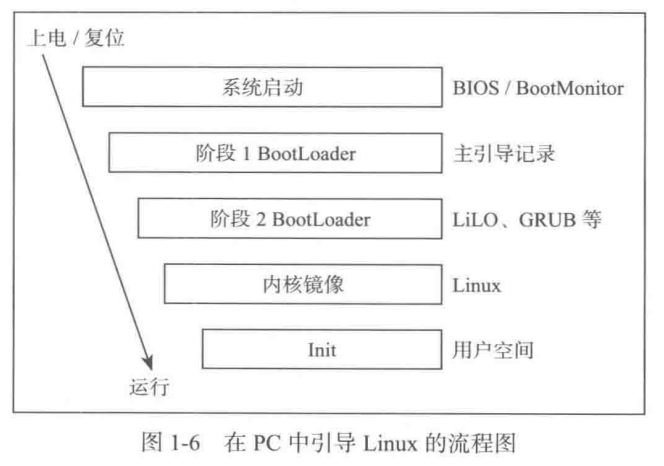 上电 / 复位
系统启动 BIOS / BootMonitor
阶段 1 BootLoader 主引导记录
阶段 2 BootLoader LiLO、GRUB 等
内核镜像 Linux
Init 用户空间
运行
图 1-6 在 PC 中引导 Linux 的流程图